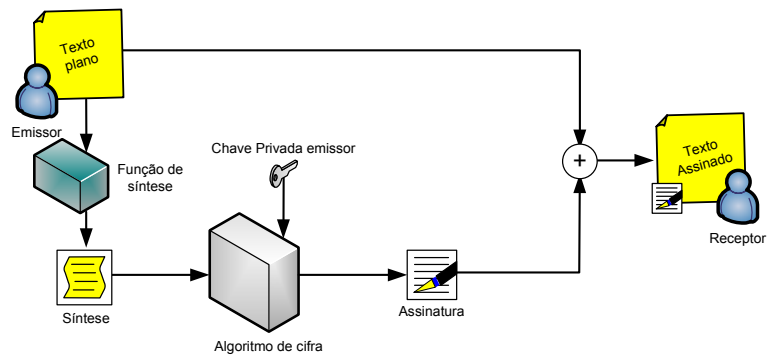 Texto
plano
Emissor
Chave Privada emissor
Função de
síntese
+
Texto
Assinado
Receptor
Síntese
Assinatura
Algoritmo de cifra